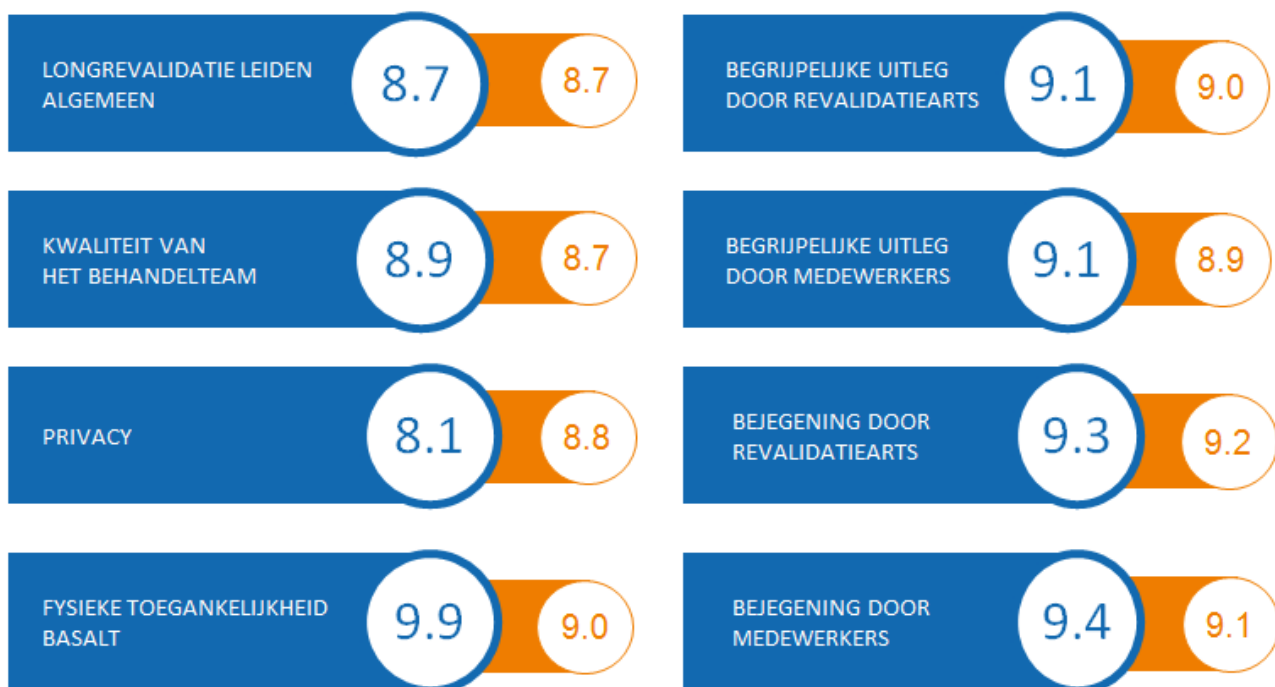 LONGREVALIDATIE LEIDEN
ALGEMEEN
8.7
8.7
KWALITEIT VAN
HET BEHANDELTEAM
8.9
8.7
PRIVACY
8.1
8.8
FYSIEKE TOEGANKELIJKHEID
BASALT
9.9
9.0
BEGRIJPELIJKE UITLEG
DOOR REVALIDATIEARTS
9.1
9.0
BEGRIJPELIJKE UITLEG
DOOR MEDEWERKERS
9.1
8.9
BEJEGENING DOOR
REVALIDATIEARTS
9.3
9.2
BEJEGENING DOOR
MEDEWERKERS
9.4
9.1